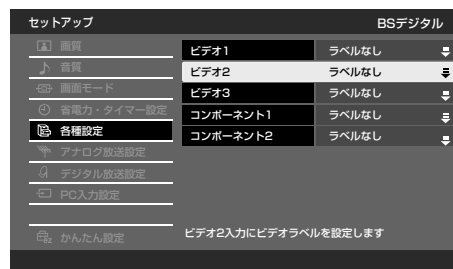 セットアップ BSデジタル
画質
音質
画面モード
省電力・タイマー設定
各種設定
アナログ放送設定
デジタル放送設定
PC入力設定
かんたん設定
ビデオ1 ラベルなし
ビデオ2 ラベルなし
ビデオ3 ラベルなし
コンポーネント1 ラベルなし
コンポーネント2 ラベルなし
ビデオ2入力にビデオラベルを設定します